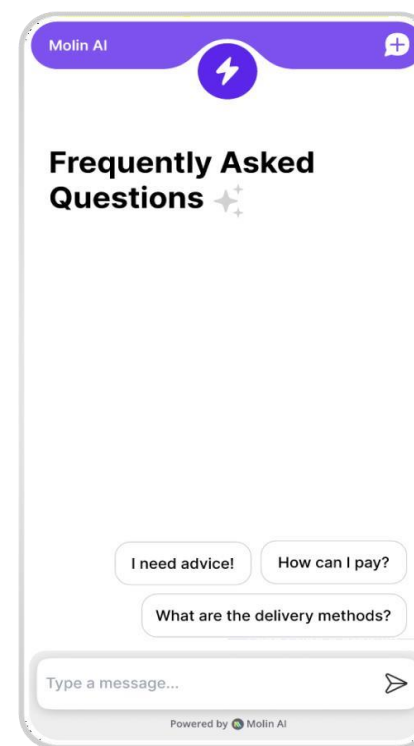 Molin AI
Frequently Asked
Questions
I need advice!
How can I pay?
What are the delivery methods?
Type a message...
Powered by Molin AI